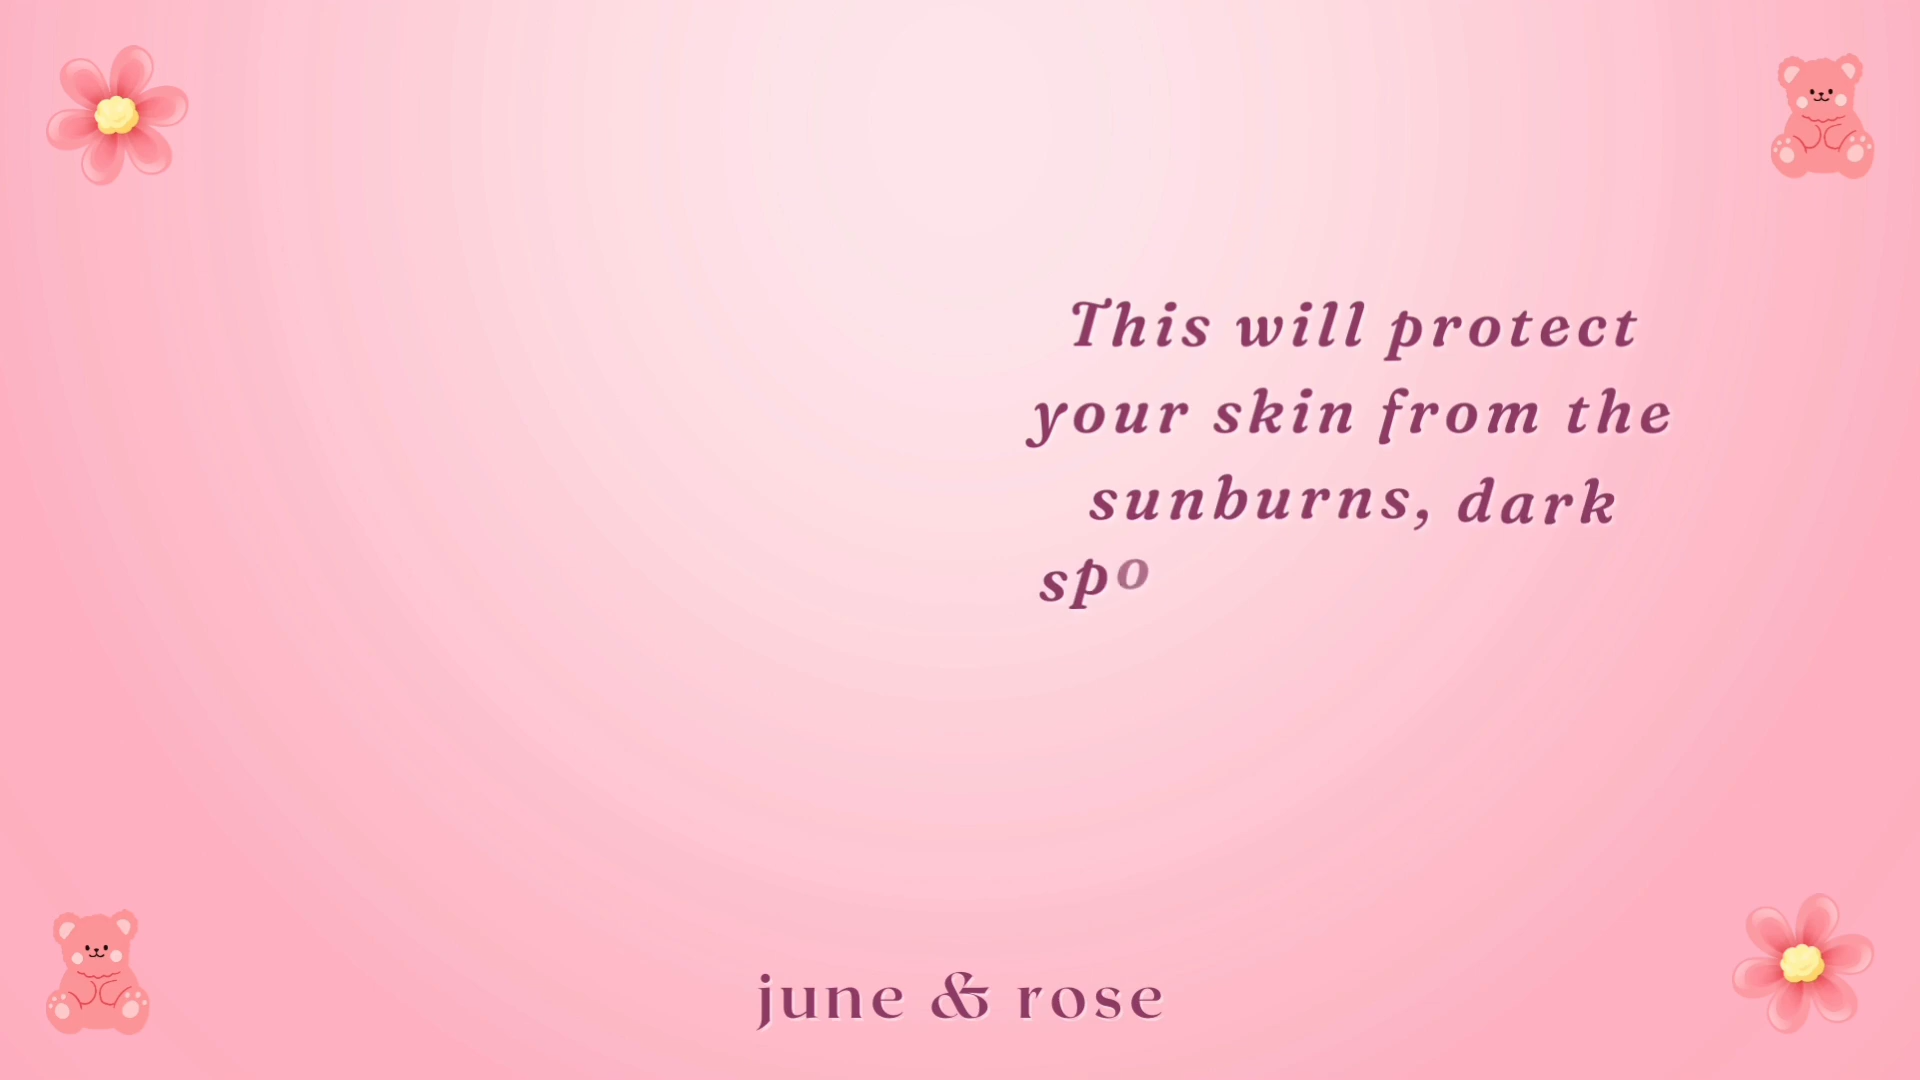 This will protect
your skin from the
sunburns, dark
spo
june & rose